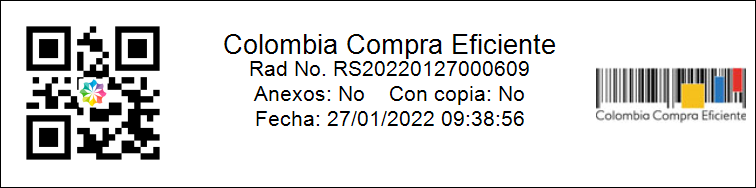 Colombia Compra Eficiente
Rad No. RS20220127000609
Anexos: No    Con copia: No
Fecha: 27/01/2022 09:38:56
Colombia Compra Eficiente